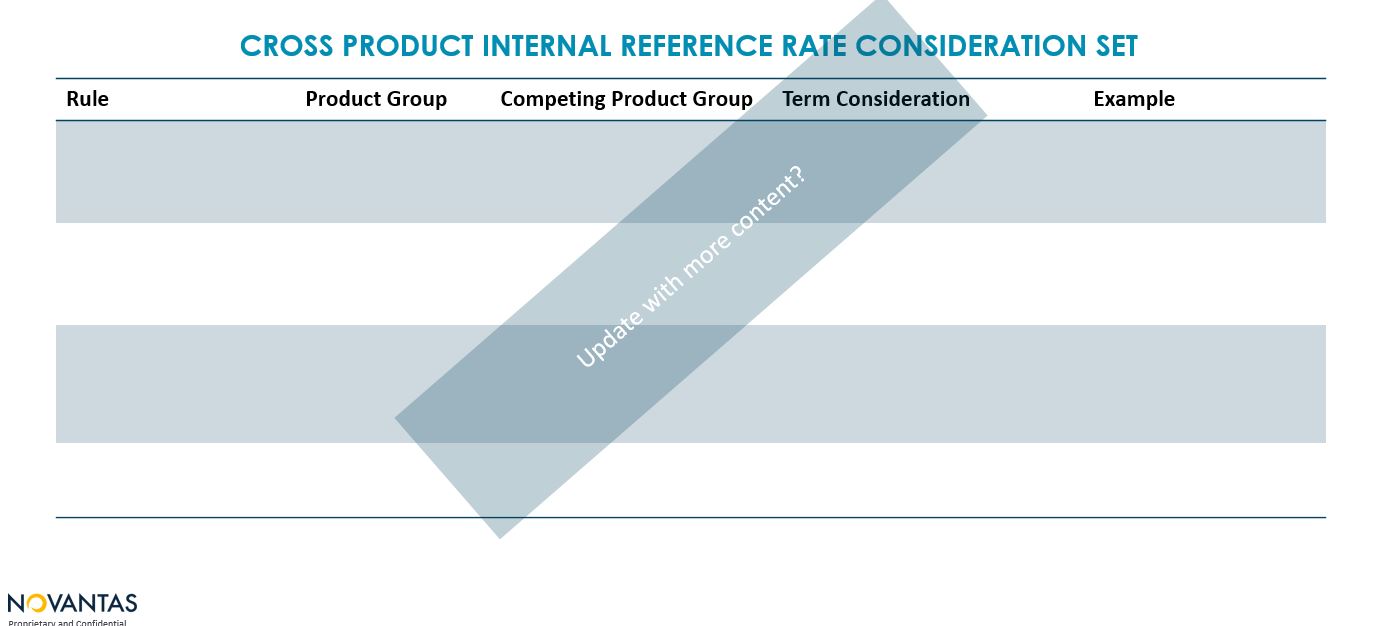 CROSS PRODUCT INTERNAL REFERENCE RATE CONSIDERATION SET
Rule Product Group Competing Product Group Term Consideration Example
Update with more content?
NOVANTAS
Proprietary and Confidential